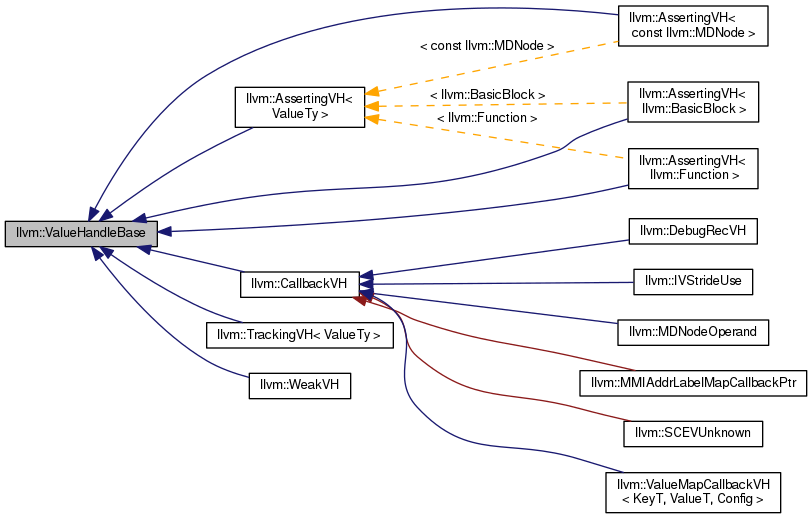 llvm::AssertingVH<
const llvm::MDNode >
< const llvm::MDNode >
llvm::AssertingVH<
ValueTy >
< llvm::BasicBlock >
llvm::AssertingVH<
llvm::BasicBlock >
< llvm::Function >
llvm::AssertingVH<
llvm::Function >
llvm::ValueHandleBase
llvm::DebugRecVH
llvm::CallbackVH
llvm::IVStrideUse
llvm::TrackingVH< ValueTy >
llvm::MDNodeOperand
llvm::WeakVH
llvm::MMIAddrLabelMapCallbackPtr
llvm::SCEVUnknown
llvm::ValueMapCallbackVH
< KeyT, ValueT, Config >